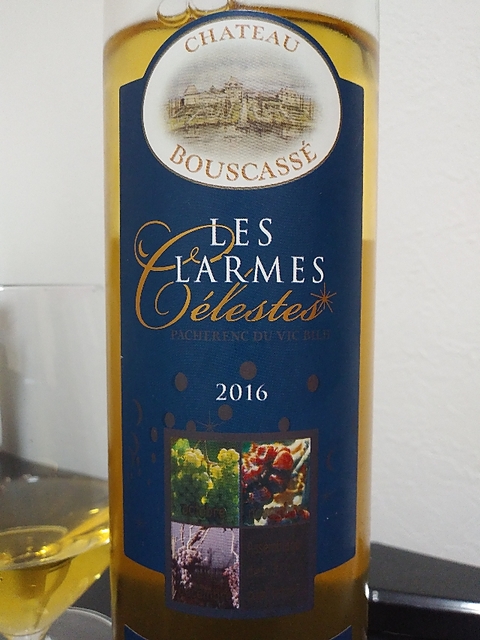 CHATEAU
BOUSCASSÉ
LES
LARMES
Célestes
PACHERENC DU VIC BILH
2016